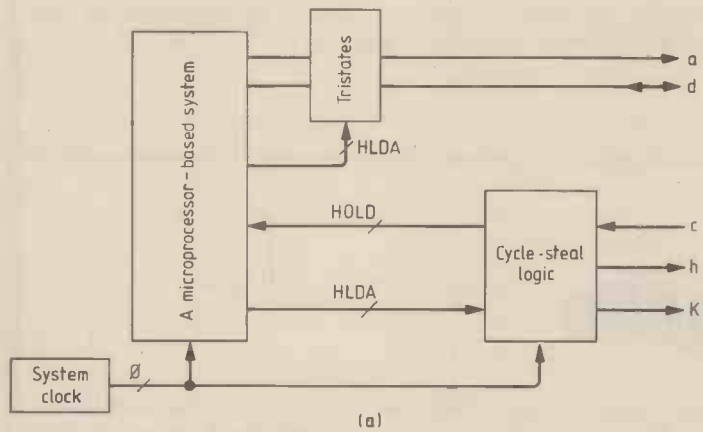 A microprocessor-based system
Tristates
a
d
HLDA
HOLD
Cycle-steal
logic
c
h
HLDA
K
System
clock
Ø
(a)